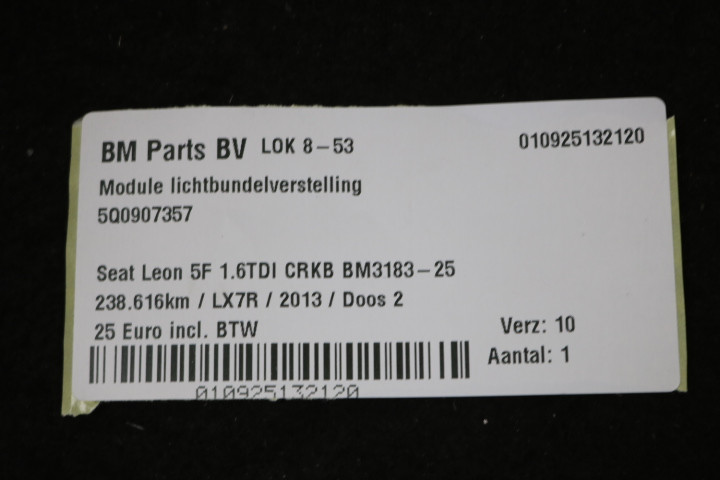 BM Parts BV LOK 8-53 010925132120
Module lichtbundelverstelling
5Q0907357
Seat Leon 5F 1.6TDI CRKB BM3183-25
238.616km / LX7R / 2013 / Doos 2
25 Euro incl. BTW Verz: 10
Aantal: 1
010925132120